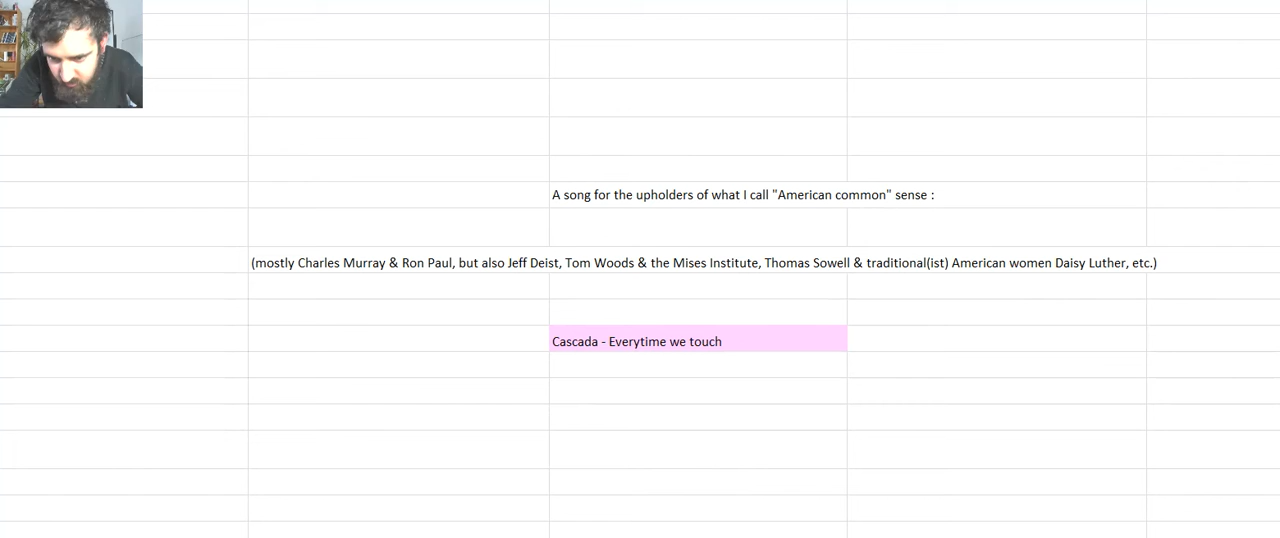 A song for the upholders of what I call "American common" sense :
(mostly Charles Murray & Ron Paul, but also Jeff Deist, Tom Woods & the Mises Institute, Thomas Sowell & traditional(ist) American women Daisy Luther, etc.)
Cascada - Everytime we touch